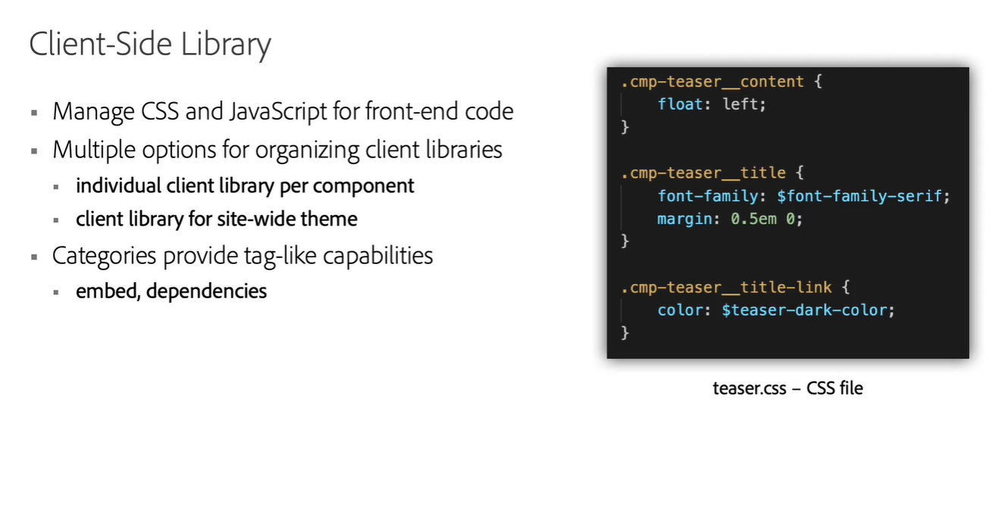 Client-Side Library
Manage CSS and JavaScript for front-end code
Multiple options for organizing client libraries
individual client library per component
client library for site-wide theme
Categories provide tag-like capabilities
embed, dependencies
.cmp-teaser__content {
float: left;
}
.cmp-teaser__title {
font-family: $font-family-serif;
margin: 0.5em 0;
}
.cmp-teaser__title-link {
color: $teaser-dark-color;
}
teaser.css – CSS file